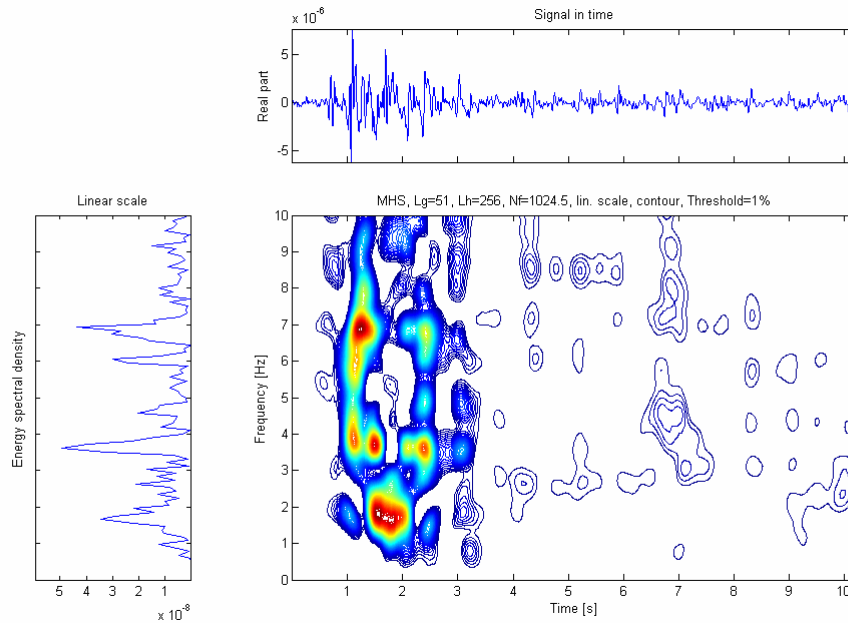 Signal in time
x 10^-6
Real part
5
0
-5
Linear scale
Energy spectral density
5 4 3 2 1
x 10^-8
MHS, Lg=51, Lh=256, Nf=1024.5, lin. scale, contour, Threshold=1%
Frequency [Hz]
10
9
8
7
6
5
4
3
2
1
0
1 2 3 4 5 6 7 8 9 10
Time [s]